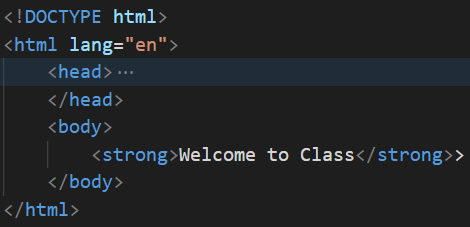 <!DOCTYPE html>
<html lang="en">
<head>...
</head>
<body>
<strong>Welcome to Class</strong>>
</body>
</html>